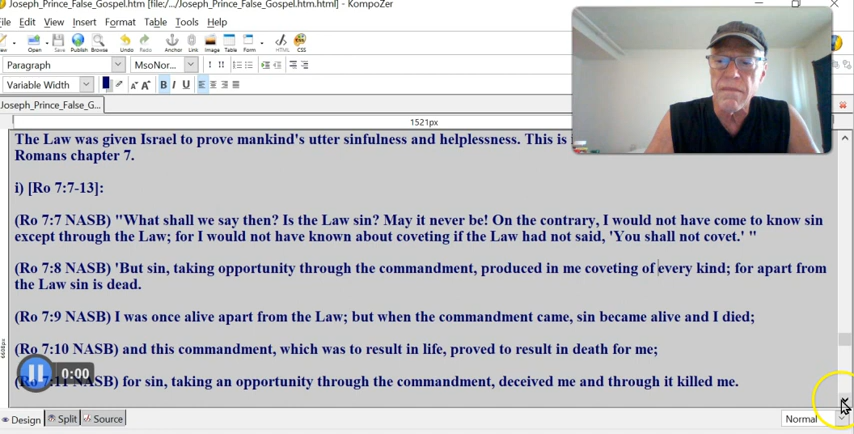 Joseph_Prince_False_Gospel.htm [file:/.../Joseph_Prince_False_Gospel.htm.html] - KompoZer
File Edit View Insert Format Table Tools Help
Open Save Publish Browse Undo Redo Anchor Link Image Table Form HTML CSS
Paragraph MsoNor...
Variable Width A A B I U
Joseph_Prince_False_G...
1521px
The Law was given Israel to prove mankind's utter sinfulness and helplessness. This is
Romans chapter 7.
i) [Ro 7:7-13]:
(Ro 7:7 NASB) "What shall we say then? Is the Law sin? May it never be! On the contrary, I would not have come to know sin
except through the Law; for I would not have known about coveting if the Law had not said, 'You shall not covet.' "
(Ro 7:8 NASB) 'But sin, taking opportunity through the commandment, produced in me coveting of every kind; for apart from
the Law sin is dead.
(Ro 7:9 NASB) I was once alive apart from the Law; but when the commandment came, sin became alive and I died;
(Ro 7:10 NASB) and this commandment, which was to result in life, proved to result in death for me;
(Ro 7:11 NASB) for sin, taking an opportunity through the commandment, deceived me and through it killed me.
0:00
Design Split Source
Normal